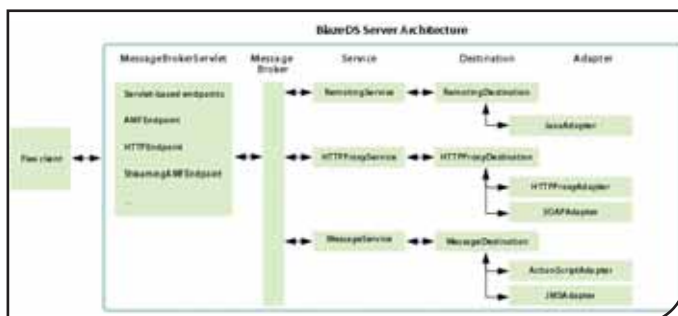 BlazeDS Server Architecture
MessageBrokerServlet
Message
Broker
Service
Destination
Adapter
Servlet-based endpoints
AMFEndpoint
HTTPEndpoint
StreamingAMFEndpoint
...
Flex client
RemotingService
RemotingDestination
JavaAdapter
HTTPProxyService
HTTPProxyDestination
HTTPProxyAdapter
SOAPAdapter
MessageService
MessageDestination
ActionScriptAdapter
JMSAdapter